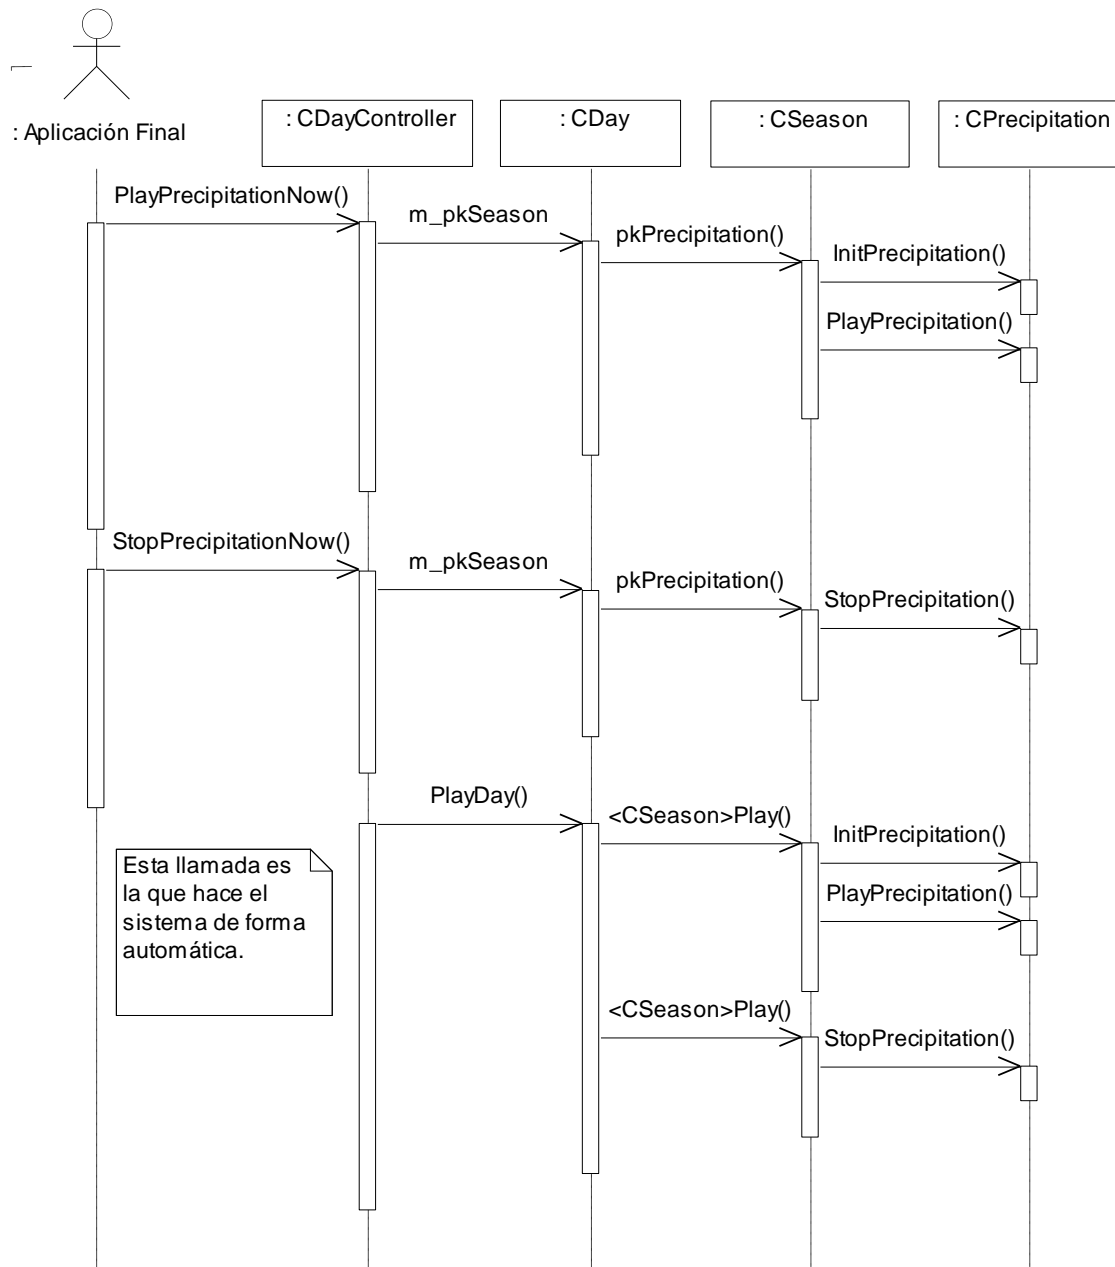 : Aplicación Final
: CDayController
: CDay
: CSeason
: CPrecipitation
PlayPrecipitationNow()
m_pkSeason
pkPrecipitation()
InitPrecipitation()
PlayPrecipitation()
StopPrecipitationNow()
m_pkSeason
pkPrecipitation()
StopPrecipitation()
PlayDay()
<CSeason>Play()
InitPrecipitation()
PlayPrecipitation()
Esta llamada es
la que hace el
sistema de forma
automática.
<CSeason>Play()
StopPrecipitation()